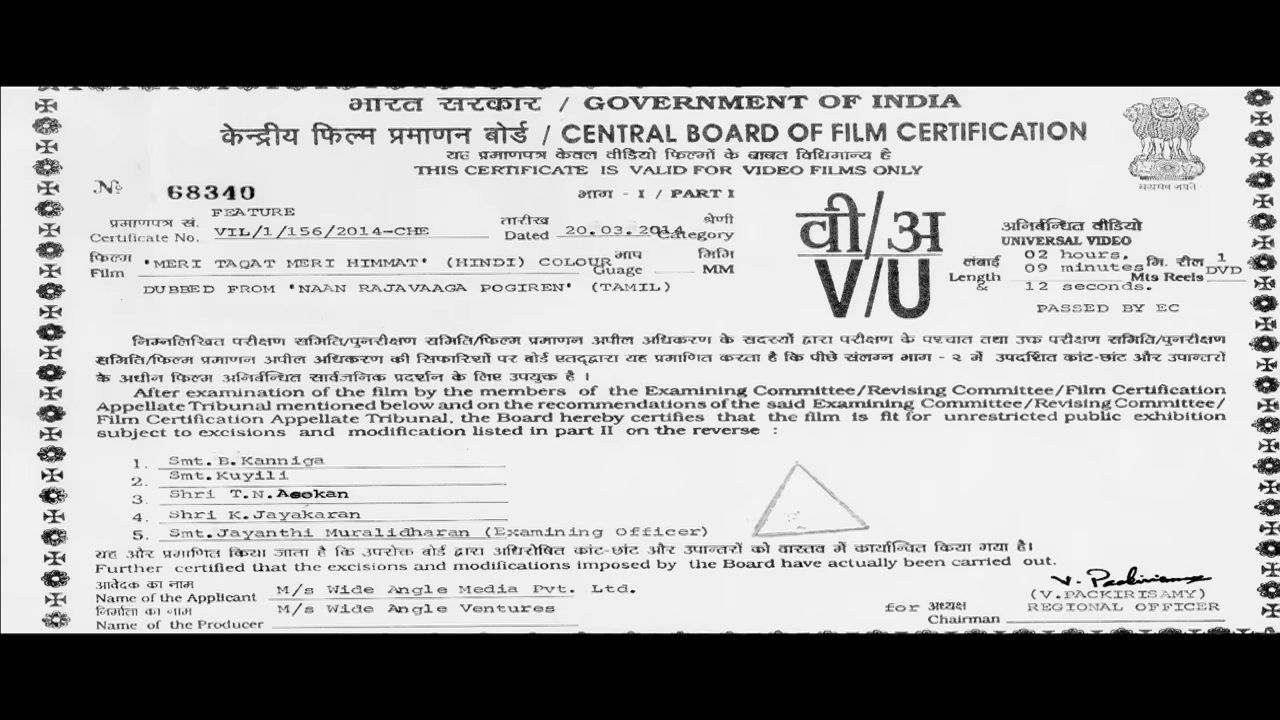 भारत सरकार / GOVERNMENT OF INDIA
केन्द्रीय फिल्म प्रमाणन बोर्ड / CENTRAL BOARD OF FILM CERTIFICATION
यह प्रमाणपत्र केवल वीडियो फिल्मों के बाबत विधिमान्य है
THIS CERTIFICATE IS VALID FOR VIDEO FILMS ONLY
सत्यमेव जयते
Nº 68340 भाग - I / PART I
FEATURE
प्रमाणपत्र सं. तारीख श्रेणी
Certificate No. VIL/1/156/2014-CHE Dated 20.03.2014 Category
वी/अ
V/U
अनिर्बन्धित वीडियो
UNIVERSAL VIDEO
फिल्म माप मिमि
Film 'MERI TAQAT MERI HIMMAT' (HINDI) COLOUR Guage MM
DUBBED FROM 'NAAN RAJAVAAGA POGIREN' (TAMIL)
लंबाई 02 hours, मि. रील 1
Length 09 minutes Mts Reels DVD
& 12 seconds.
PASSED BY EC
निम्नलिखित परीक्षण समिति/पुनरीक्षण समिति/फिल्म प्रमाणन अपील अधिकरण के सदस्यों द्वारा परीक्षण के पश्चात तथा उक्त परीक्षण समिति/पुनरीक्षण
समिति/फिल्म प्रमाणन अपील अधिकरण की सिफारिशों पर बोर्ड एतद्द्वारा यह प्रमाणित करता है कि पीछे संलग्न भाग - २ में उपदर्शित कांट-छांट और उपान्तरों
के अधीन फिल्म अनिर्बन्धित सार्वजनिक प्रदर्शन के लिए उपयुक्त है ।
After examination of the film by the members of the Examining Committee/Revising Committee/Film Certification
Appellate Tribunal mentioned below and on the recommendations of the said Examining Committee/Revising Committee/
Film Certification Appellate Tribunal, the Board hereby certifies that the film is fit for unrestricted public exhibition
subject to excisions and modification listed in part II on the reverse :
1. Smt.B.Kanniga
2. Smt.Kuyili
3. Shri T.N.Asokan
4. Shri K.Jayakaran
5. Smt.Jayanthi Muralidharan (Examining Officer)
यह और प्रमाणित किया जाता है कि उपरोक्त बोर्ड द्वारा अधिरोपित कांट-छांट और उपान्तरों को वास्तव में कार्यान्वित किया गया है।
Further certified that the excisions and modifications imposed by the Board have actually been carried out.
आवेदक का नाम
Name of the Applicant M/s Wide Angle Media Pvt. Ltd.
निर्माता का नाम
Name of the Producer M/s Wide Angle Ventures
V. Packirisamy
(V.PACKIRISAMY)
for अध्यक्ष REGIONAL OFFICER
Chairman